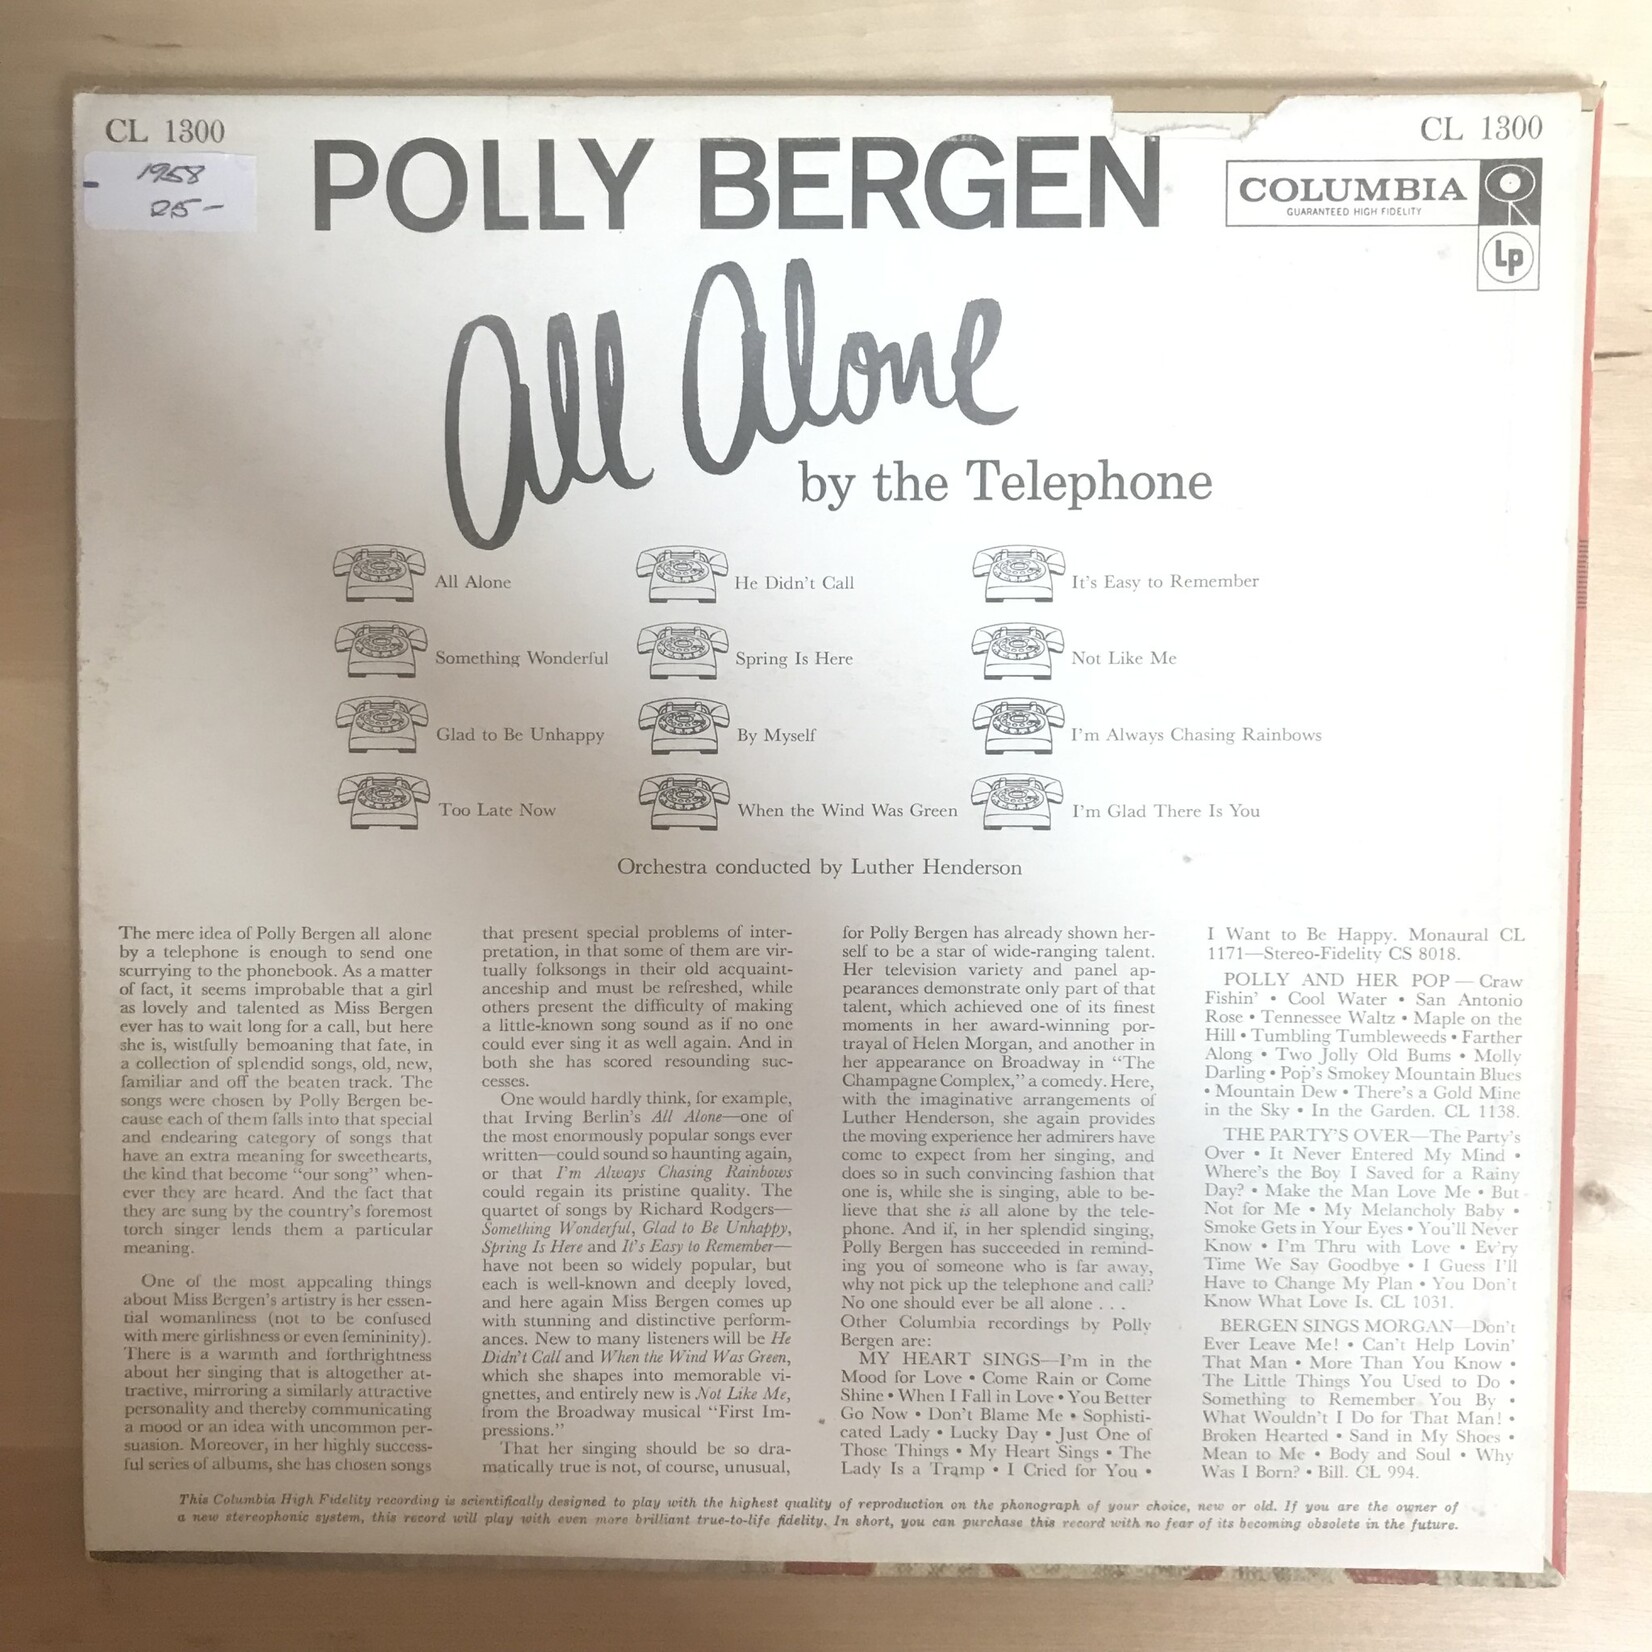 CL 1300
CL 1300
1958
25-
POLLY BERGEN
COLUMBIA
GUARANTEED HIGH FIDELITY
Lp
All Alone
by the Telephone
All Alone
Something Wonderful
Glad to Be Unhappy
Too Late Now
He Didn't Call
Spring Is Here
By Myself
When the Wind Was Green
It's Easy to Remember
Not Like Me
I'm Always Chasing Rainbows
I'm Glad There Is You
Orchestra conducted by Luther Henderson
The mere idea of Polly Bergen all alone
by a telephone is enough to send one
scurrying to the phonebook. As a matter
of fact, it seems improbable that a girl
as lovely and talented as Miss Bergen
ever has to wait long for a call, but here
she is, wistfully bemoaning that fate, in
a collection of splendid songs, old, new,
familiar and off the beaten track. The
songs were chosen by Polly Bergen be-
cause each of them falls into that special
and endearing category of songs that
have an extra meaning for sweethearts,
the kind that become "our song" when-
ever they are heard. And the fact that
they are sung by the country's foremost
torch singer lends them a particular
meaning.
One of the most appealing things
about Miss Bergen's artistry is her essen-
tial womanliness (not to be confused
with mere girlishness or even femininity).
There is a warmth and forthrightness
about her singing that is altogether at-
tractive, mirroring a similarly attractive
personality and thereby communicating
a mood or an idea with uncommon per-
suasion. Moreover, in her highly success-
ful series of albums, she has chosen songs
that present special problems of inter-
pretation, in that some of them are vir-
tually folksongs in their old acquaint-
anceship and must be refreshed, while
others present the difficulty of making
a little-known song sound as if no one
could ever sing it as well again. And in
both she has scored resounding suc-
cesses.
One would hardly think, for example,
that Irving Berlin's All Alone—one of
the most enormously popular songs ever
written—could sound so haunting again,
or that I'm Always Chasing Rainbows
could regain its pristine quality. The
quartet of songs by Richard Rodgers—
Something Wonderful, Glad to Be Unhappy,
Spring Is Here and It's Easy to Remember—
have not been so widely popular, but
each is well-known and deeply loved,
and here again Miss Bergen comes up
with stunning and distinctive perform-
ances. New to many listeners will be He
Didn't Call and When the Wind Was Green,
which she shapes into memorable vi-
gnettes, and entirely new is Not Like Me,
from the Broadway musical "First Im-
pressions."
That her singing should be so dra-
matically true is not, of course, unusual,
for Polly Bergen has already shown her-
self to be a star of wide-ranging talent.
Her television variety and panel ap-
pearances demonstrate only part of that
talent, which achieved one of its finest
moments in her award-winning por-
trayal of Helen Morgan, and another in
her appearance on Broadway in "The
Champagne Complex," a comedy. Here,
with the imaginative arrangements of
Luther Henderson, she again provides
the moving experience her admirers have
come to expect from her singing, and
does so in such convincing fashion that
one is, while she is singing, able to be-
lieve that she is all alone by the tele-
phone. And if, in her splendid singing,
Polly Bergen has succeeded in remind-
ing you of someone who is far away,
why not pick up the telephone and call?
No one should ever be all alone . . .
Other Columbia recordings by Polly
Bergen are:
MY HEART SINGS—I'm in the
Mood for Love • Come Rain or Come
Shine • When I Fall in Love • You Better
Go Now • Don't Blame Me • Sophisti-
cated Lady • Lucky Day • Just One of
Those Things • My Heart Sings • The
Lady Is a Tramp • I Cried for You •
I Want to Be Happy. Monaural CL
1171—Stereo-Fidelity CS 8018.
POLLY AND HER POP—Craw
Fishin' • Cool Water • San Antonio
Rose • Tennessee Waltz • Maple on the
Hill • Tumbling Tumbleweeds • Farther
Along • Two Jolly Old Bums • Molly
Darling • Pop's Smokey Mountain Blues
• Mountain Dew • There's a Gold Mine
in the Sky • In the Garden. CL 1138.
THE PARTY'S OVER—The Party's
Over • It Never Entered My Mind •
Where's the Boy I Saved for a Rainy
Day? • Make the Man Love Me • But
Not for Me • My Melancholy Baby •
Smoke Gets in Your Eyes • You'll Never
Know • I'm Thru with Love • Ev'ry
Time We Say Goodbye • I Guess I'll
Have to Change My Plan • You Don't
Know What Love Is. CL 1031.
BERGEN SINGS MORGAN—Don't
Ever Leave Me! • Can't Help Lovin'
That Man • More Than You Know •
The Little Things You Used to Do •
Something to Remember You By •
What Wouldn't I Do for That Man! •
Broken Hearted • Sand in My Shoes •
Mean to Me • Body and Soul • Why
Was I Born? • Bill. CL 994.
This Columbia High Fidelity recording is scientifically designed to play with the highest quality of reproduction on the phonograph of your choice, new or old. If you are the owner of
a new stereophonic system, this record will play with even more brilliant true-to-life fidelity. In short, you can purchase this record with no fear of its becoming obsolete in the future.